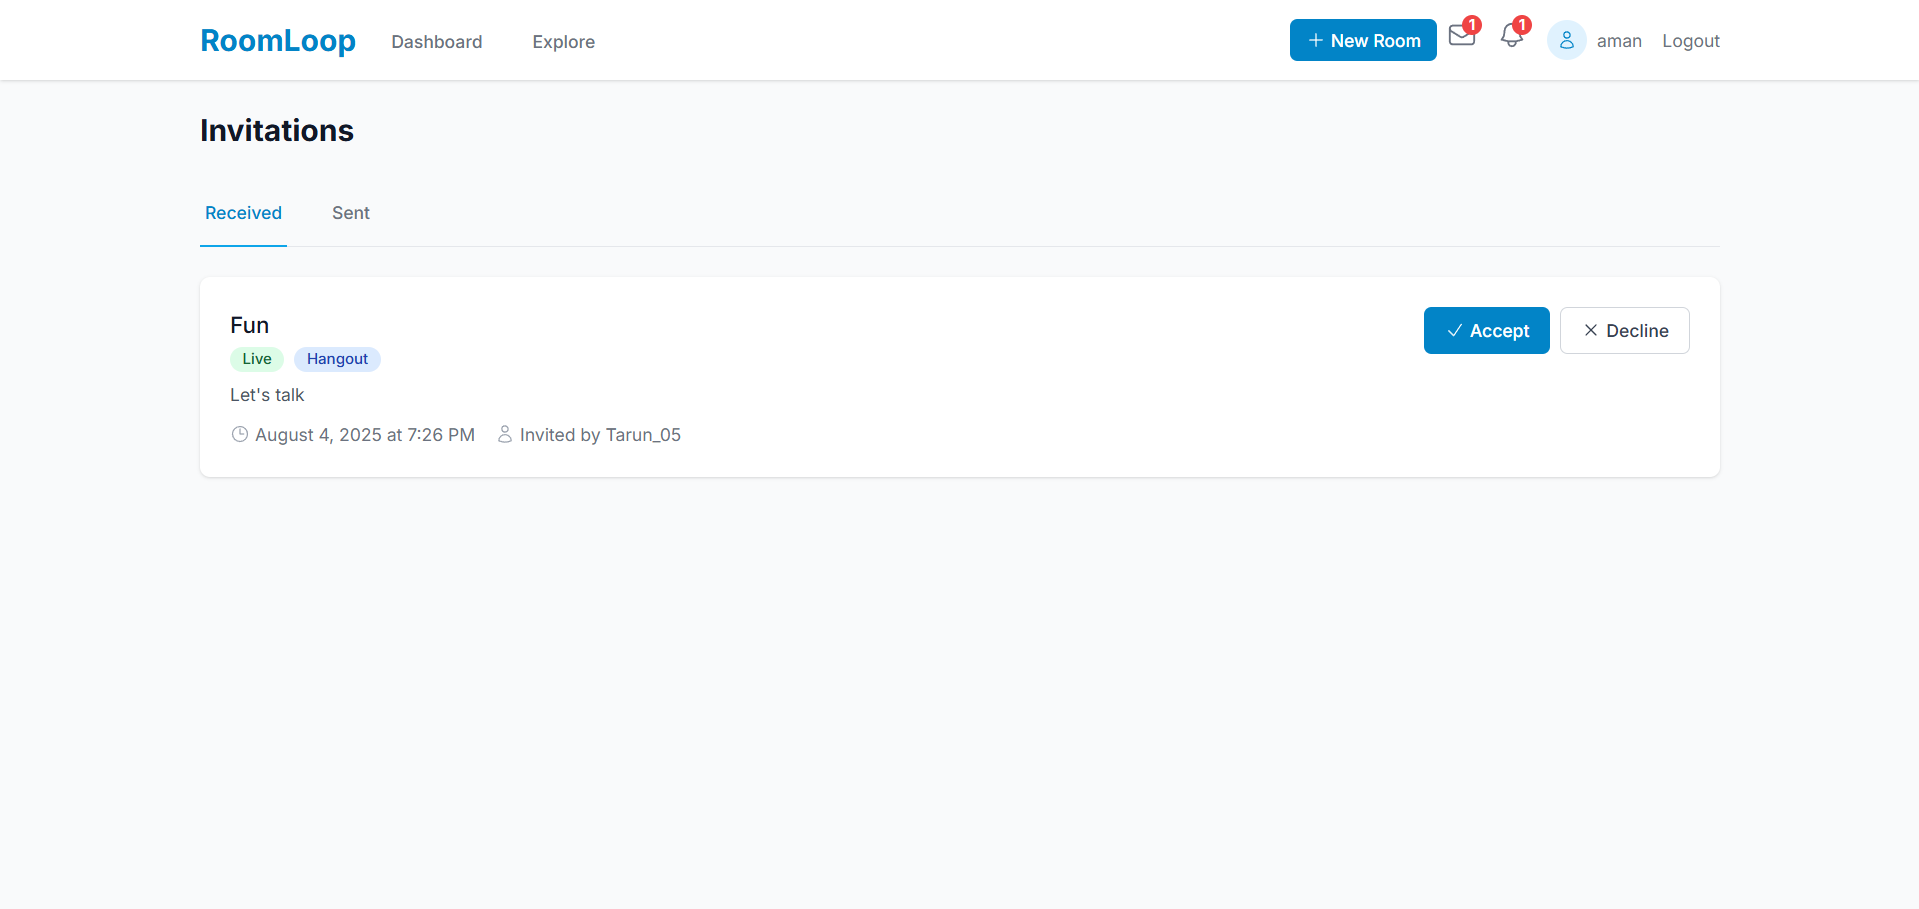 RoomLoop Dashboard Explore New Room 1 1 aman Logout
Invitations
Received Sent
Fun
Accept Decline
Live Hangout
Let's talk
August 4, 2025 at 7:26 PM Invited by Tarun_05